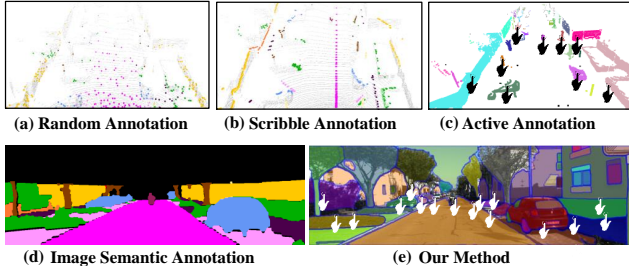 (a) Random Annotation
(b) Scribble Annotation
(c) Active Annotation
(d) Image Semantic Annotation
(e) Our Method